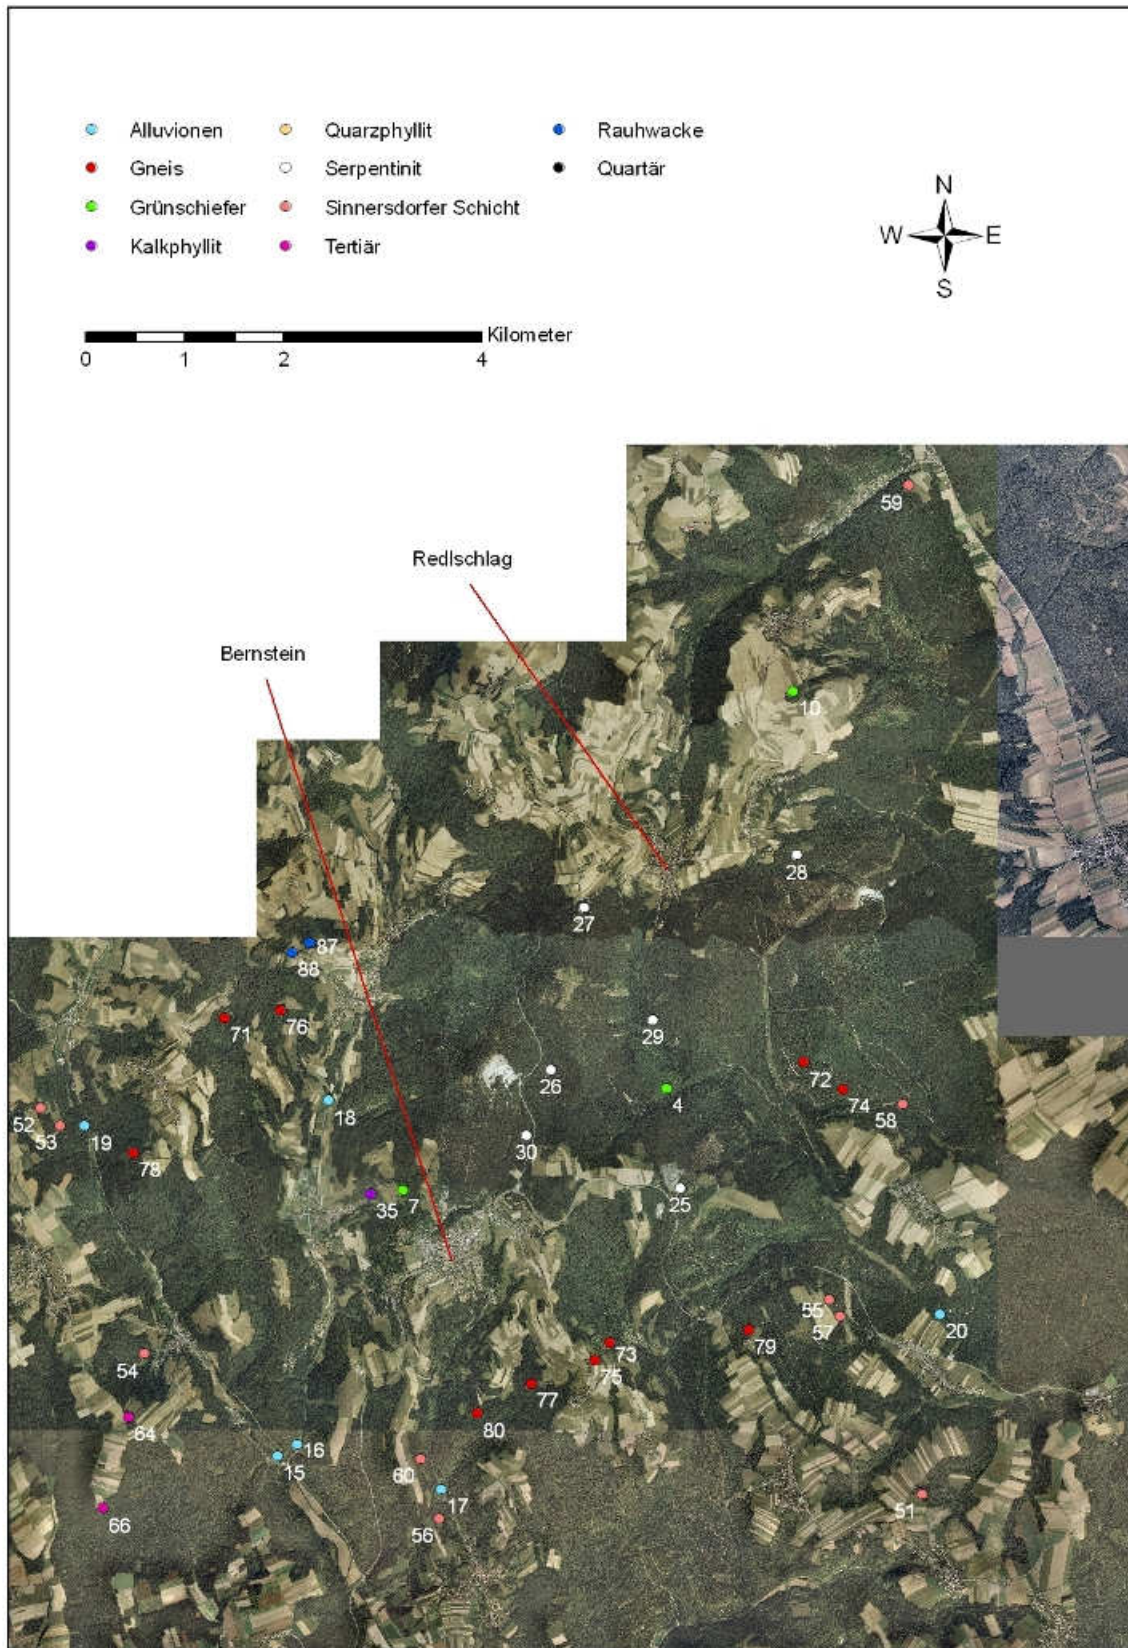 Alluvionen Quarzphyllit Rauhwacke
Gneis Serpentinit Quartär
Grünschiefer Sinnersdorfer Schicht
Kalkphyllit Tertiär
N
W E
S
Kilometer
0 1 2 4
59
Redlschlag
Bernstein
10
28
27
87
88
71 76
29
72
26
4 74
18 58
52
53 19
30
78
35 7 25
55
57 20
73
79
54
75
77
64 80
16
15 60
17 51
66 56